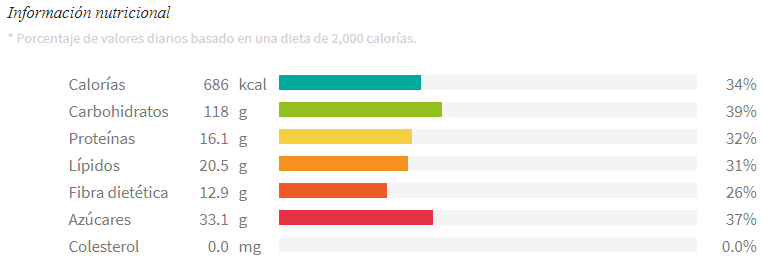 Información nutricional
* Porcentaje de valores diarios basado en una dieta de 2,000 calorías.
Calorías 686 kcal 34%
Carbohidratos 118 g 39%
Proteínas 16.1 g 32%
Lípidos 20.5 g 31%
Fibra dietética 12.9 g 26%
Azúcares 33.1 g 37%
Colesterol 0.0 mg 0.0%